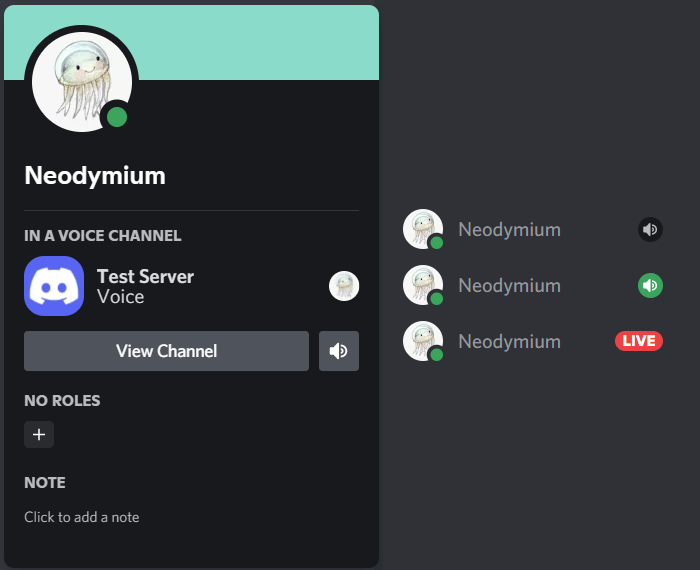 Neodymium
IN A VOICE CHANNEL
Test Server
Voice
View Channel
NO ROLES
+
NOTE
Click to add a note
Neodymium
Neodymium
Neodymium LIVE